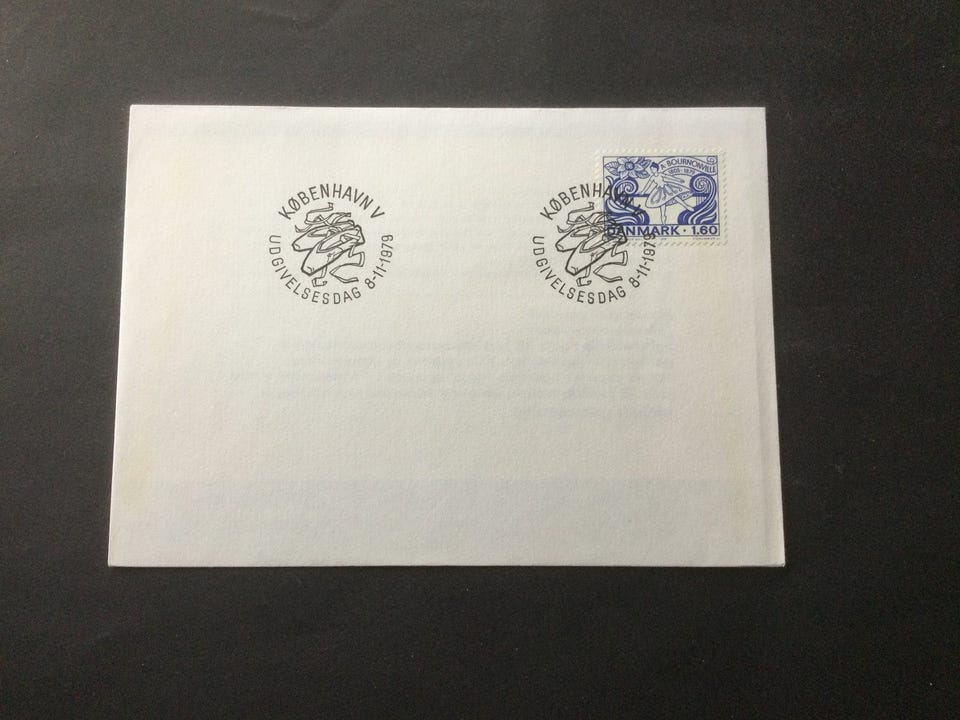 KØBENHAVN V
UDGIVELSESDAG 8-11-1979
KØBENHAVN V
UDGIVELSESDAG 8-11-1979
A. BOURNONVILLE
1805-1879
DANMARK · 1.60